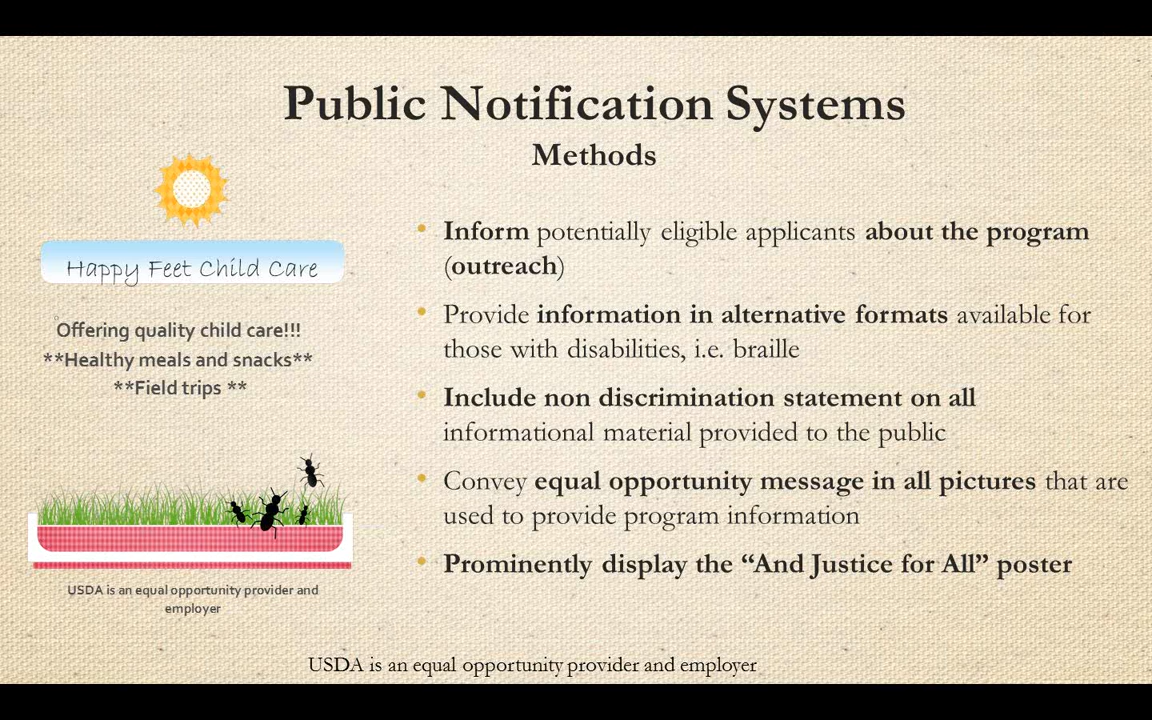 Public Notification Systems
Methods
Happy Feet Child Care
Offering quality child care!!!
**Healthy meals and snacks**
**Field trips **
USDA is an equal opportunity provider and
employer
• Inform potentially eligible applicants about the program
(outreach)
• Provide information in alternative formats available for
those with disabilities, i.e. braille
• Include non discrimination statement on all
informational material provided to the public
• Convey equal opportunity message in all pictures that are
used to provide program information
• Prominently display the “And Justice for All” poster
USDA is an equal opportunity provider and employer